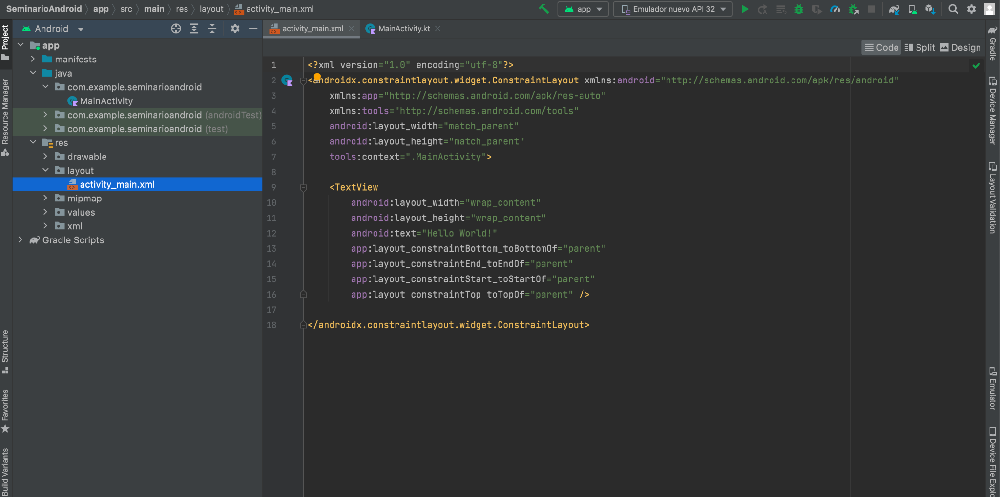 SeminarioAndroid app src main res layout activity_main.xml
app Emulador nuevo API 32
Project
Resource Manager
Structure
Favorites
Build Variants
Android
app
manifests
java
com.example.seminarioandroid
MainActivity
com.example.seminarioandroid (androidTest)
com.example.seminarioandroid (test)
res
drawable
layout
activity_main.xml
mipmap
values
xml
Gradle Scripts
activity_main.xml MainActivity.kt
Code Split Design
1 <?xml version="1.0" encoding="utf-8"?>
2 <androidx.constraintlayout.widget.ConstraintLayout xmlns:android="http://schemas.android.com/apk/res/android"
3 xmlns:app="http://schemas.android.com/apk/res-auto"
4 xmlns:tools="http://schemas.android.com/tools"
5 android:layout_width="match_parent"
6 android:layout_height="match_parent"
7 tools:context=".MainActivity">
8
9 <TextView
10 android:layout_width="wrap_content"
11 android:layout_height="wrap_content"
12 android:text="Hello World!"
13 app:layout_constraintBottom_toBottomOf="parent"
14 app:layout_constraintEnd_toEndOf="parent"
15 app:layout_constraintStart_toStartOf="parent"
16 app:layout_constraintTop_toTopOf="parent" />
17
18 </androidx.constraintlayout.widget.ConstraintLayout>
Gradle
Device Manager
Layout Validation
Emulator
Device File Explo